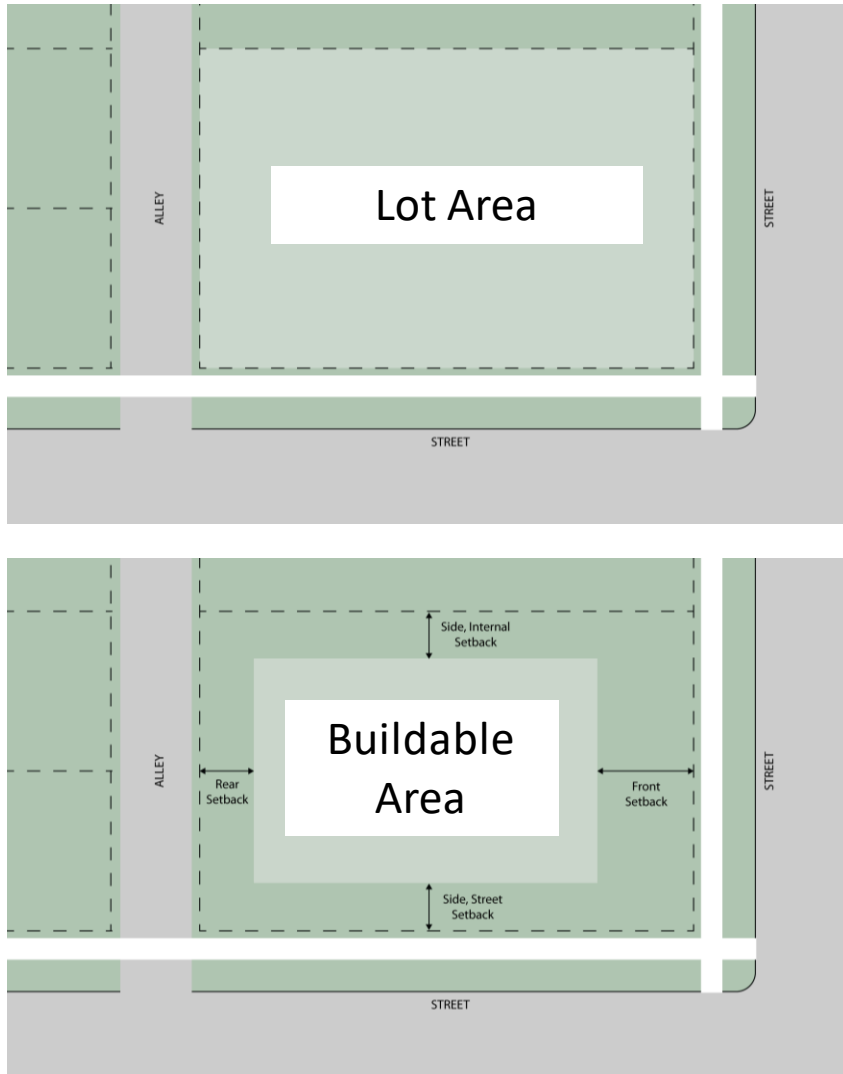 ALLEY
Lot Area
STREET
STREET
Side, Internal
Setback
ALLEY
Buildable
Area
Rear
Setback
Front
Setback
STREET
Side, Street
Setback
STREET